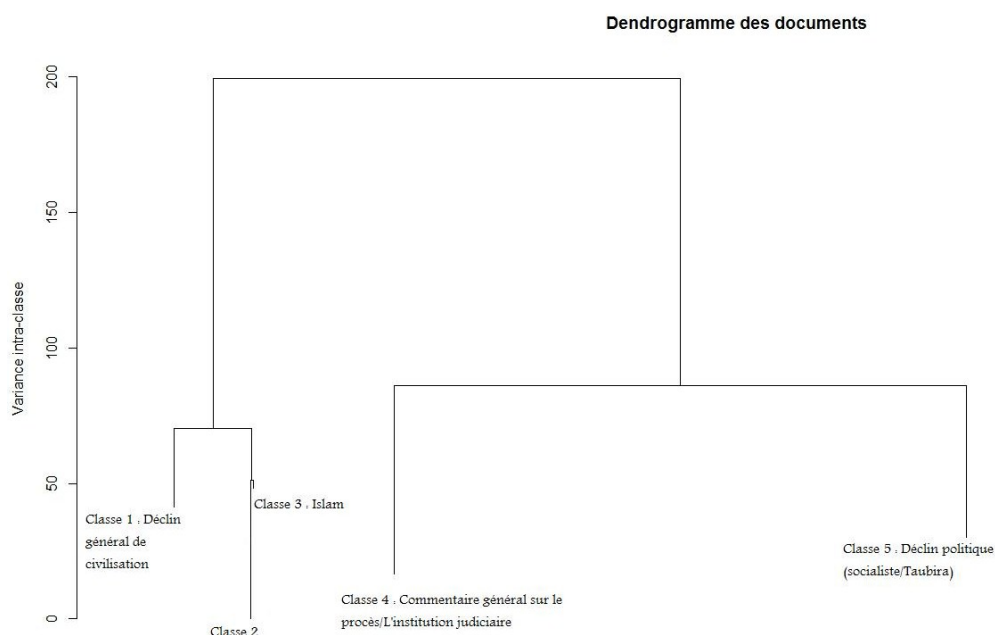 Dendrogramme des documents
Variance intra-classe
200
150
100
50
0
Classe 3 : Islam
Classe 1 : Déclin
général de
civilisation
Classe 5 : Déclin politique
(socialiste/Taubira)
Classe 4 : Commentaire général sur le
procès/L'institution judiciaire
Classe 2